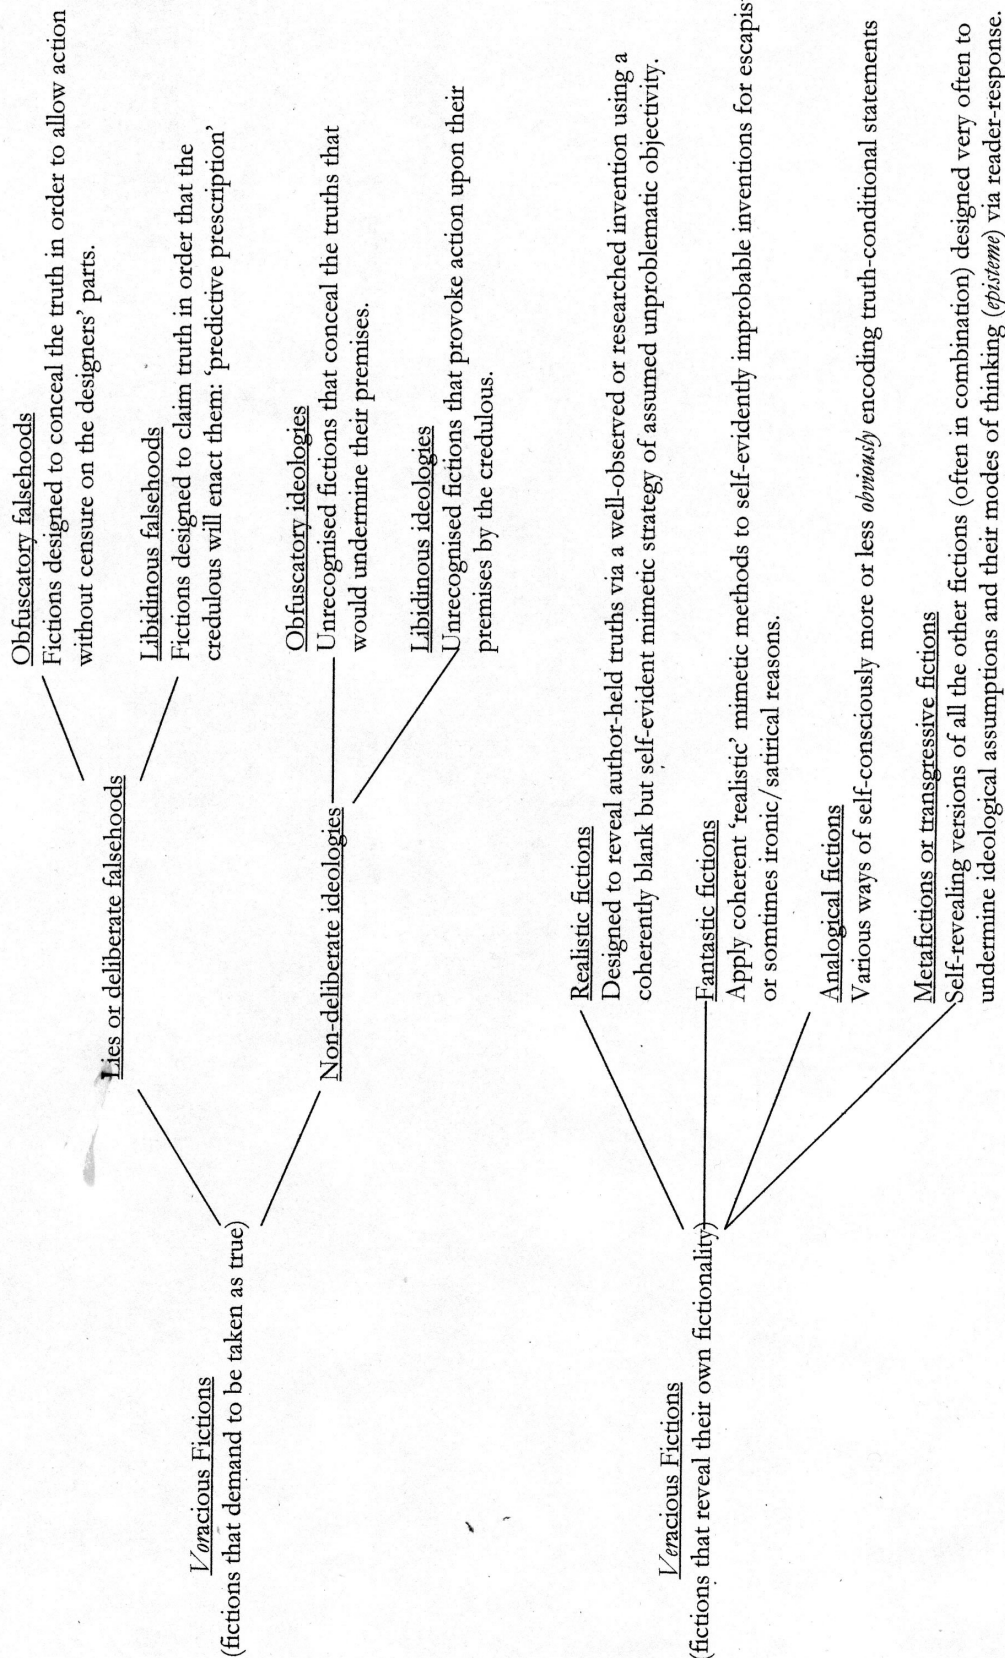 Voracious Fictions
(fictions that demand to be taken as true)
Lies or deliberate falsehoods
Obfuscatory falsehoods
Fictions designed to conceal the truth in order to allow action
without censure on the designers' parts.
Libidinous falsehoods
Fictions designed to claim truth in order that the
credulous will enact them: 'predictive prescription'
Non-deliberate ideologies
Obfuscatory ideologies
Unrecognised fictions that conceal the truths that
would undermine their premises.
Libidinous ideologies
Unrecognised fictions that provoke action upon their
premises by the credulous.
Veracious Fictions
(fictions that reveal their own fictionality)
Realistic fictions
Designed to reveal author-held truths via a well-observed or researched invention using a
coherently blank but self-evident mimetic strategy of assumed unproblematic objectivity.
Fantastic fictions
Apply coherent 'realistic' mimetic methods to self-evidently improbable inventions for escapis
or somtimes ironic/satirical reasons.
Analogical fictions
Various ways of self-consciously more or less obviously encoding truth-conditional statements
Metafictions or transgressive fictions
Self-revealing versions of all the other fictions (often in combination) designed very often to
undermine ideological assumptions and their modes of thinking (episteme) via reader-response.